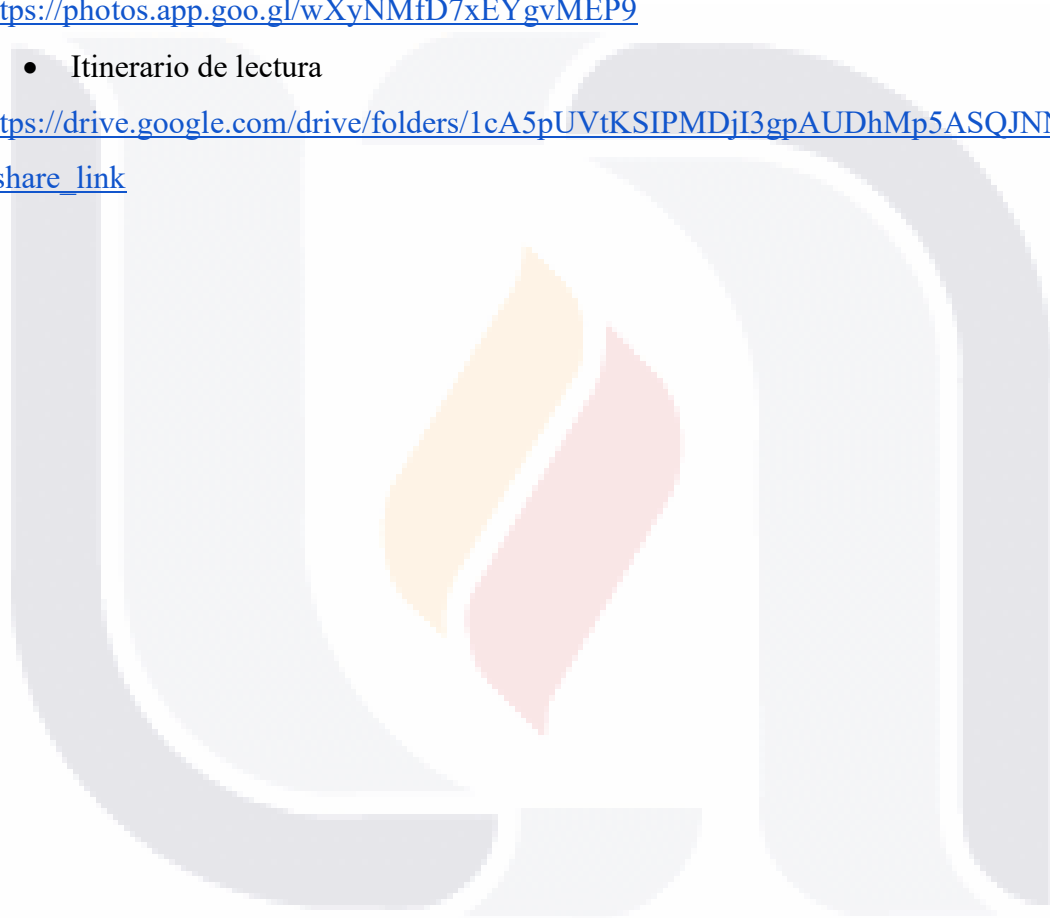 tps://photos.app.goo.gl/wXyNMfD7xEYgvMEP9
• Itinerario de lectura
tps://drive.google.com/drive/folders/1cA5pUVtKSIPMDjI3gpAUDhMp5ASQJN
share_link